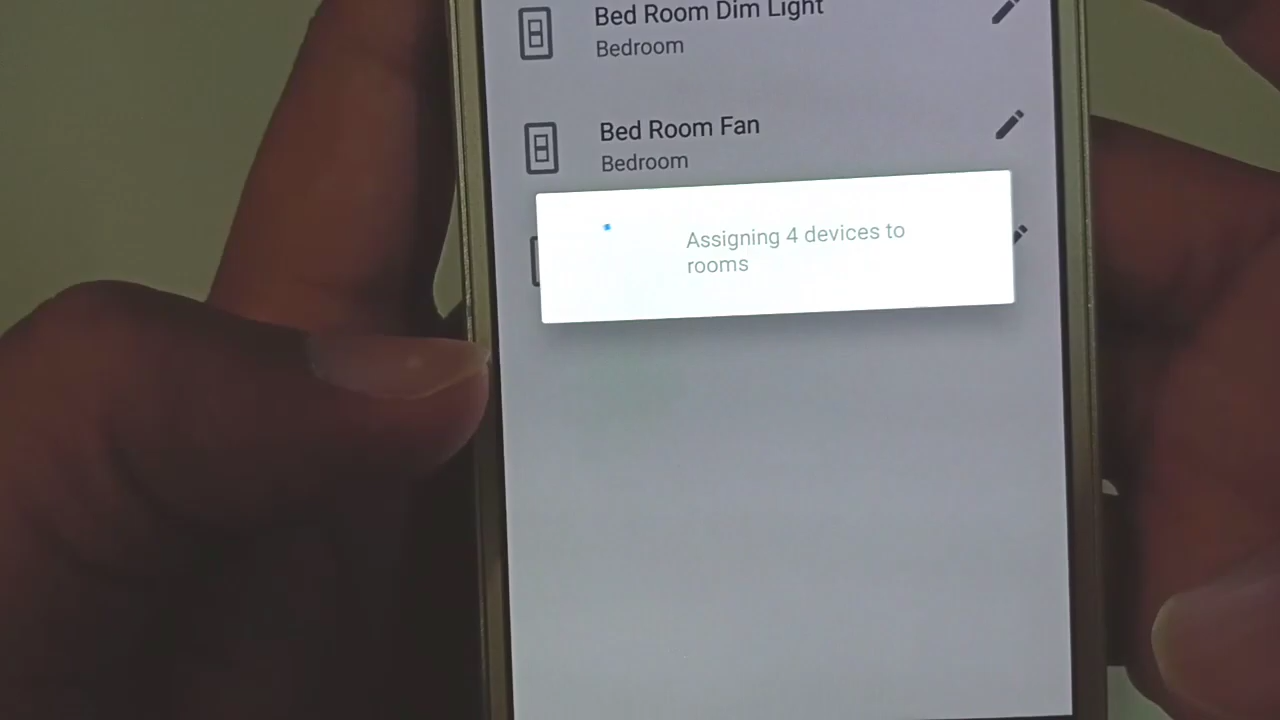 Bed Room Dim Light
Bedroom
Bed Room Fan
Bedroom
Assigning 4 devices to
rooms